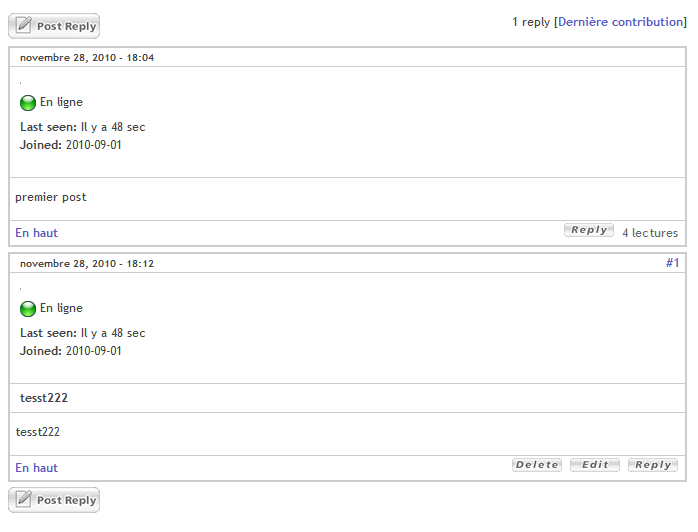 Post Reply
1 reply [Dernière contribution]
novembre 28, 2010 - 18:04
En ligne
Last seen: Il y a 48 sec
Joined: 2010-09-01
premier post
En haut
Reply 4 lectures
novembre 28, 2010 - 18:12 #1
En ligne
Last seen: Il y a 48 sec
Joined: 2010-09-01
tesst222
tesst222
En haut
Delete Edit Reply
Post Reply